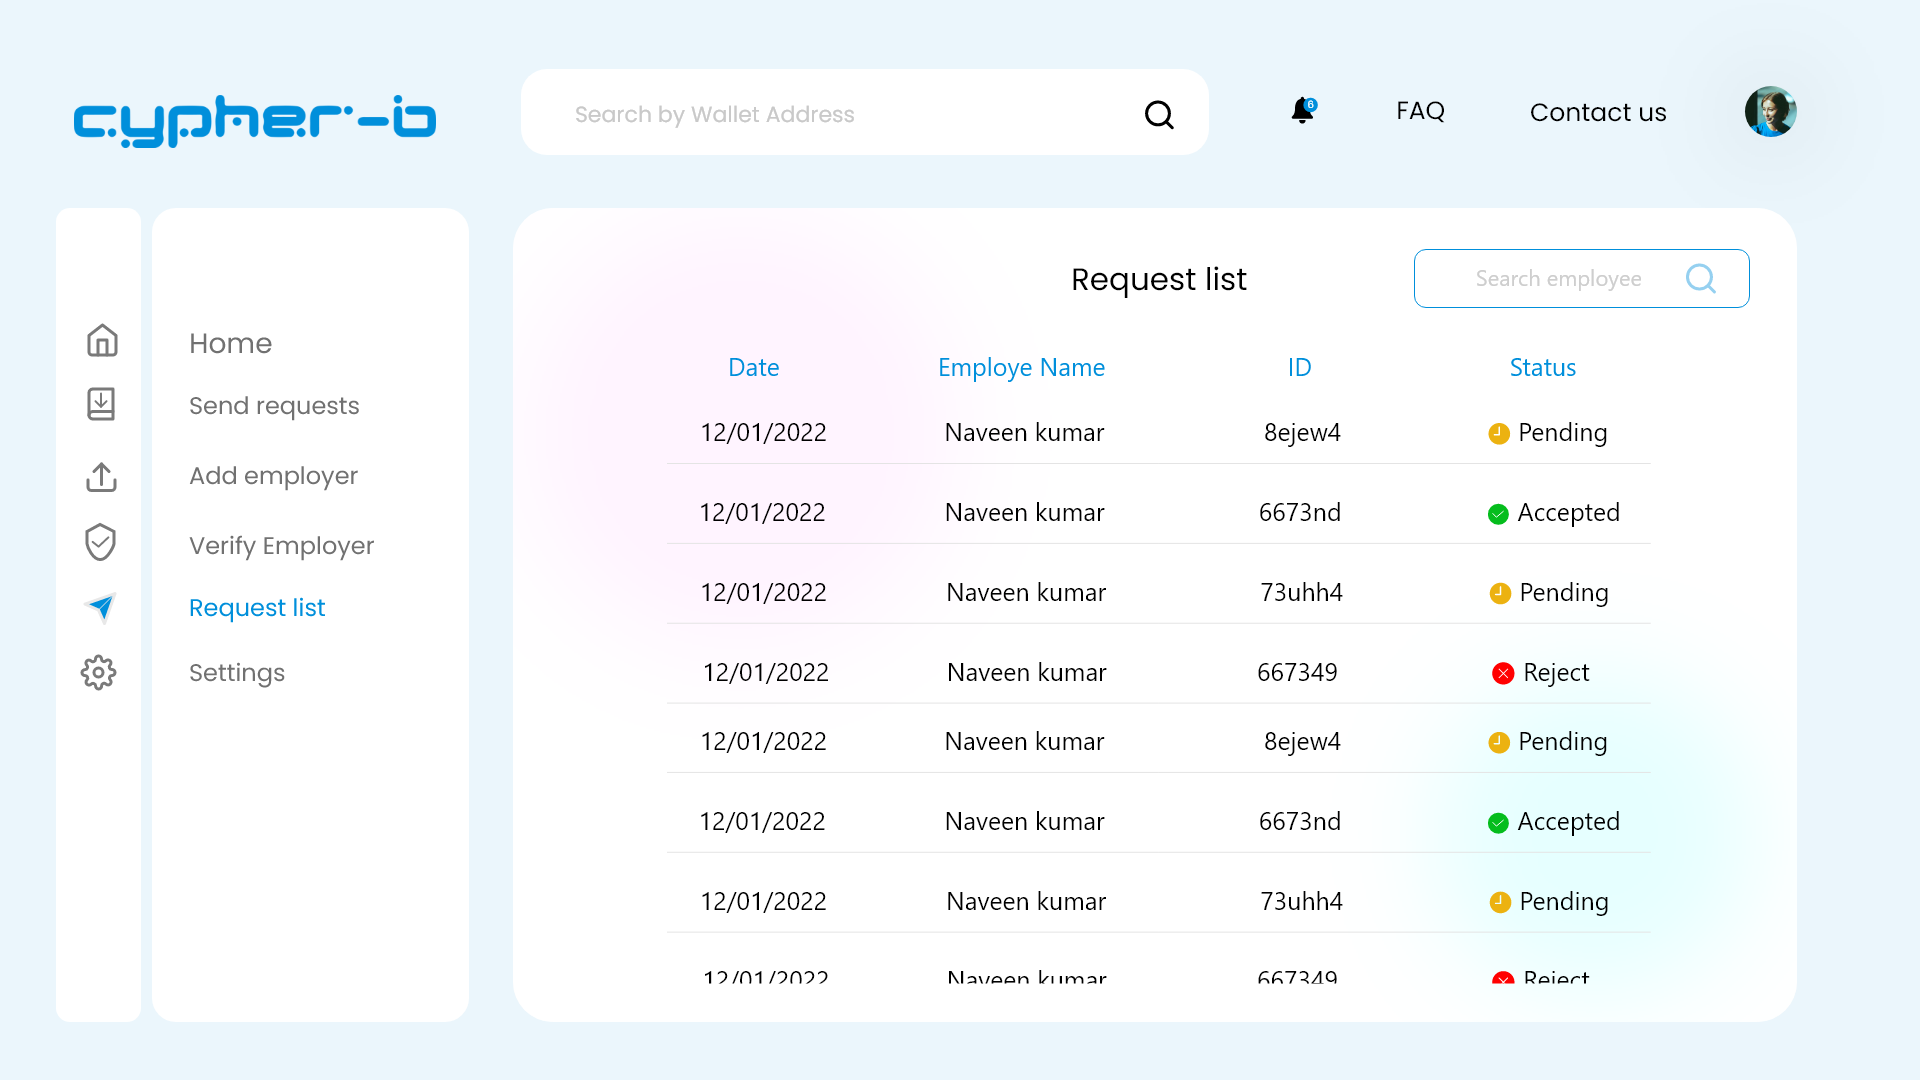 cypher-b
Search by Wallet Address
6
FAQ
Contact us
Home
Send requests
Add employer
Verify Employer
Request list
Settings
Request list
Search employee
Date Employe Name ID Status
12/01/2022 Naveen kumar 8ejew4 Pending
12/01/2022 Naveen kumar 6673nd Accepted
12/01/2022 Naveen kumar 73uhh4 Pending
12/01/2022 Naveen kumar 667349 Reject
12/01/2022 Naveen kumar 8ejew4 Pending
12/01/2022 Naveen kumar 6673nd Accepted
12/01/2022 Naveen kumar 73uhh4 Pending
12/01/2022 Naveen kumar 667349 Reject